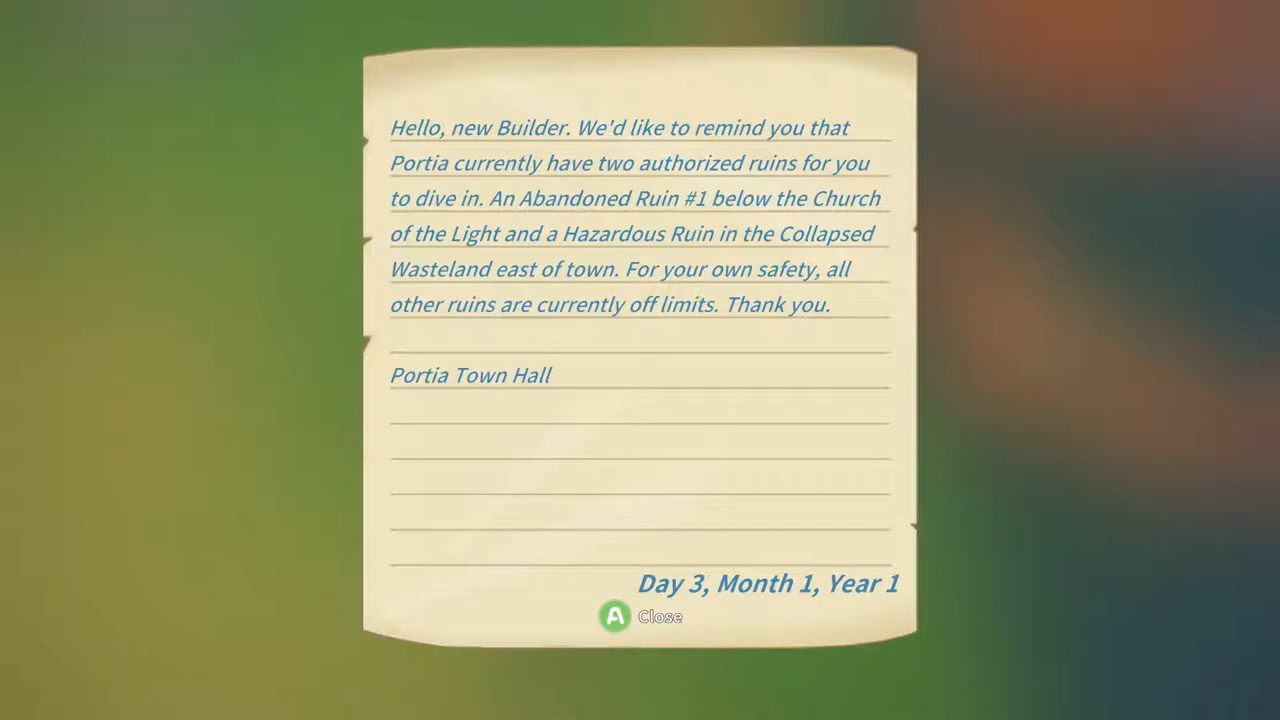 Hello, new Builder. We'd like to remind you that
Portia currently have two authorized ruins for you
to dive in. An Abandoned Ruin #1 below the Church
of the Light and a Hazardous Ruin in the Collapsed
Wasteland east of town. For your own safety, all
other ruins are currently off limits. Thank you.
Portia Town Hall
Day 3, Month 1, Year 1
A Close